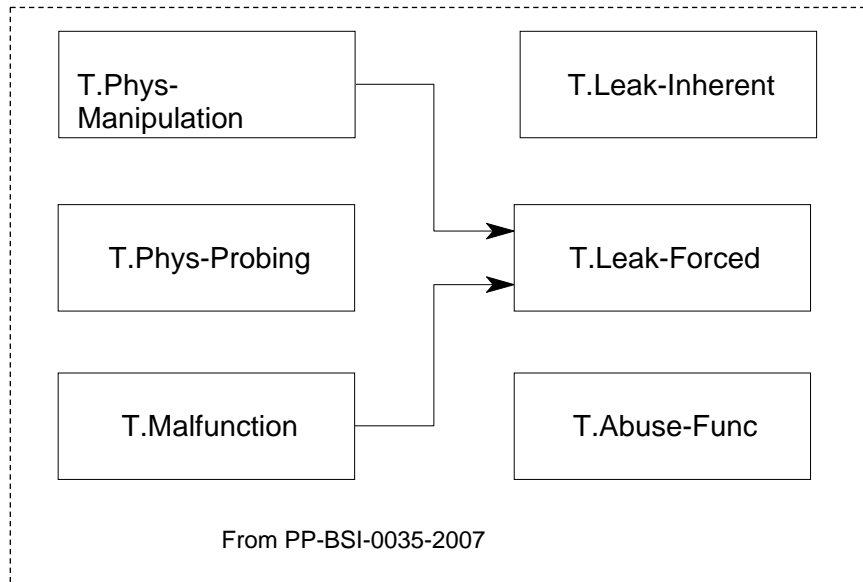 T.Phys-
Manipulation
T.Leak-Inherent
T.Phys-Probing
T.Leak-Forced
T.Malfunction
T.Abuse-Func
From PP-BSI-0035-2007